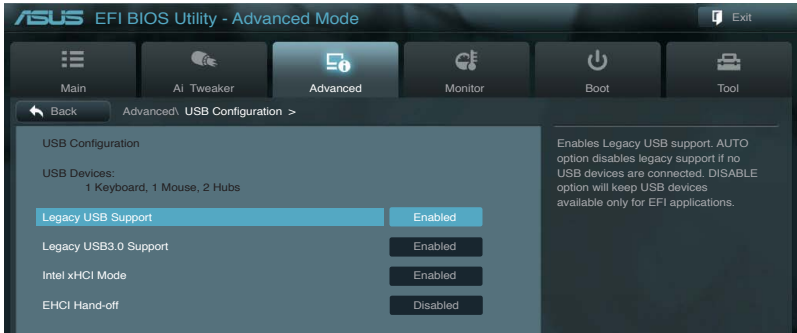 ASUS EFI BIOS Utility - Advanced Mode
Exit
Main
Ai Tweaker
Advanced
Monitor
Boot
Tool
Back
Advanced\ USB Configuration >
USB Configuration
USB Devices:
1 Keyboard, 1 Mouse, 2 Hubs
Legacy USB Support Enabled
Legacy USB3.0 Support Enabled
Intel xHCI Mode Enabled
EHCI Hand-off Disabled
Enables Legacy USB support. AUTO
option disables legacy support if no
USB devices are connected. DISABLE
option will keep USB devices
available only for EFI applications.